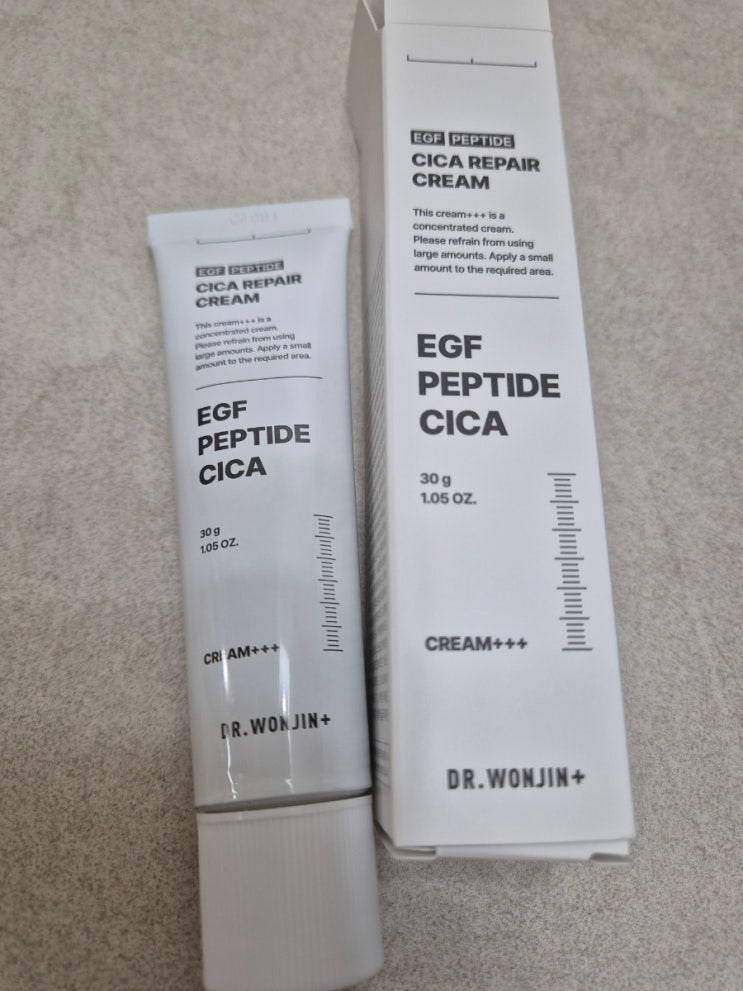 EGF PEPTIDE
CICA REPAIR
CREAM
This cream+++ is a
concentrated cream.
Please refrain from using
large amounts. Apply a small
amount to the required area.
EGF
PEPTIDE
CICA
30 g
1.05 OZ.
CREAM+++
DR.WONJIN+
EGF PEPTIDE
CICA REPAIR
CREAM
This cream+++ is a
concentrated cream.
Please refrain from using
large amounts. Apply a small
amount to the required area.
EGF
PEPTIDE
CICA
30 g
1.05 OZ.
CREAM+++
DR.WONJIN+